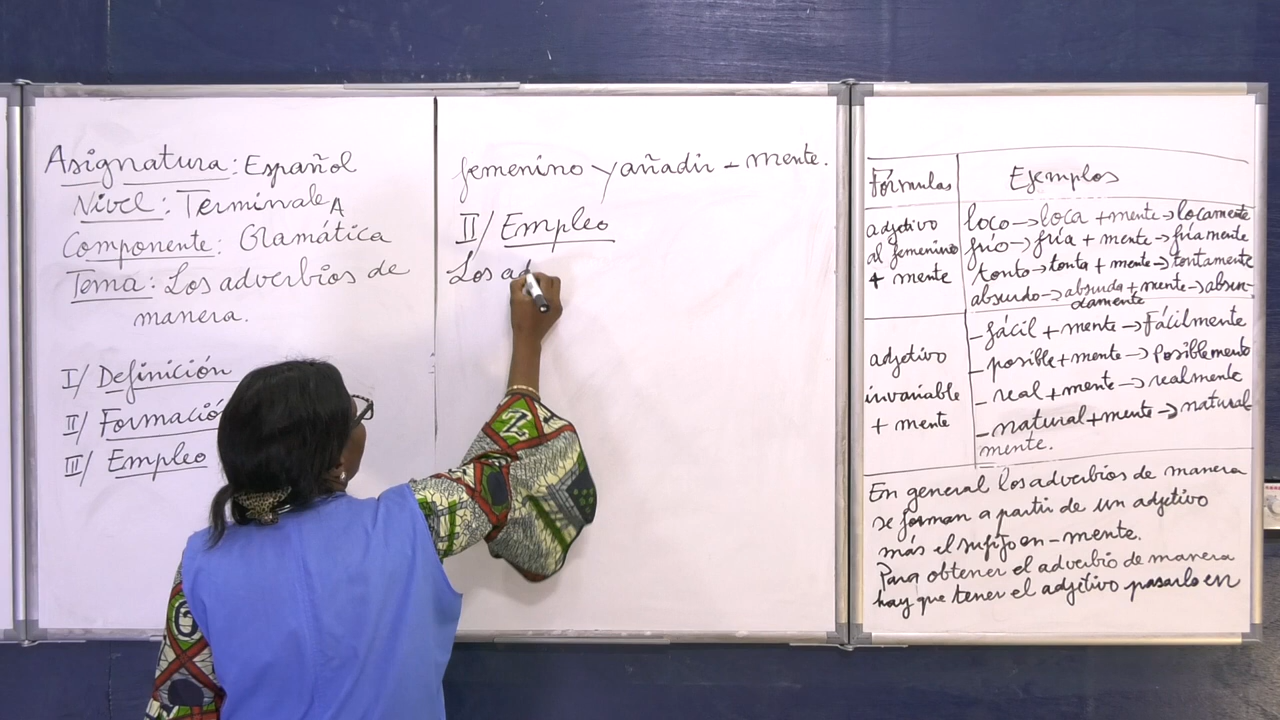 Asignatura: Español
Nivel: Terminale A
Componente: Gramática
Tema: Los adverbios de
manera.
I/ Definición
II/ Formació
III/ Empleo
femenino y añadir - mente.
II/ Empleo
Los ad
Fórmulas
Ejemplos
adjetivo
al femenino
+ mente
loco → loca + mente → locamente
frío → fría + mente → fríamente
tonto → tonta + mente → tontamente
absurdo → absurda + mente → absur-
damente
adjetivo
invariable
+ mente
- fácil + mente → Fácilmente
- posible + mente → Posiblemente
- real + mente → realmente
- natural + mente → natural
mente.
En general los adverbios de manera
se forman a partir de un adjetivo
más el sufijo en - mente.
Para obtener el adverbio de manera
hay que tener el adjetivo pasarlo en